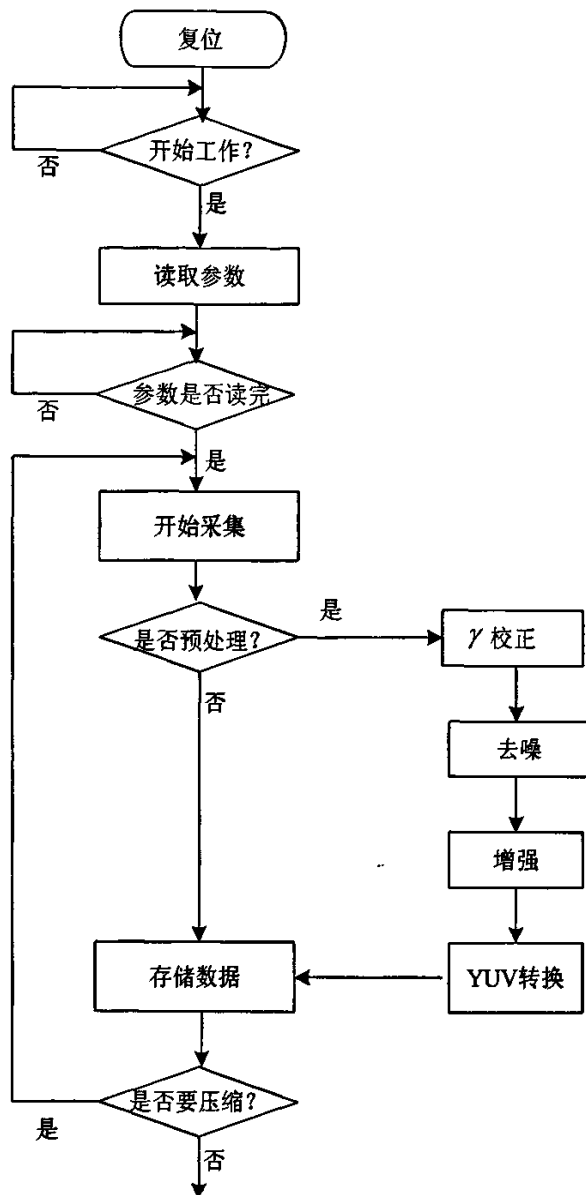 复位
开始工作?
否
是
读取参数
参数是否读完
否
是
开始采集
是否预处理?
是
γ 校正
否
去噪
增强
存储数据
YUV转换
是否要压缩?
是
否